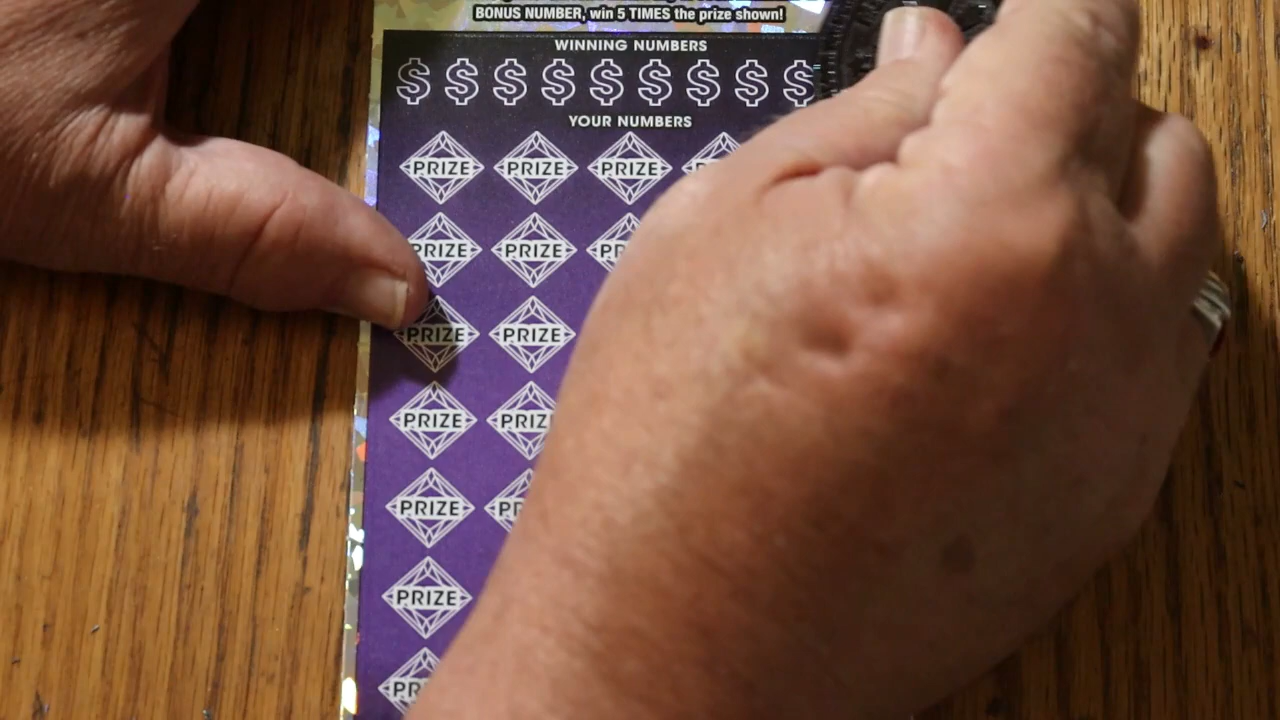 BONUS NUMBER, win 5 TIMES the prize shown!
WINNING NUMBERS
$ $ $ $ $ $ $ $ $
YOUR NUMBERS
PRIZE PRIZE PRIZE
PRIZE PRIZE
PRIZE PRIZE
PRIZE
PRIZE
PRIZE